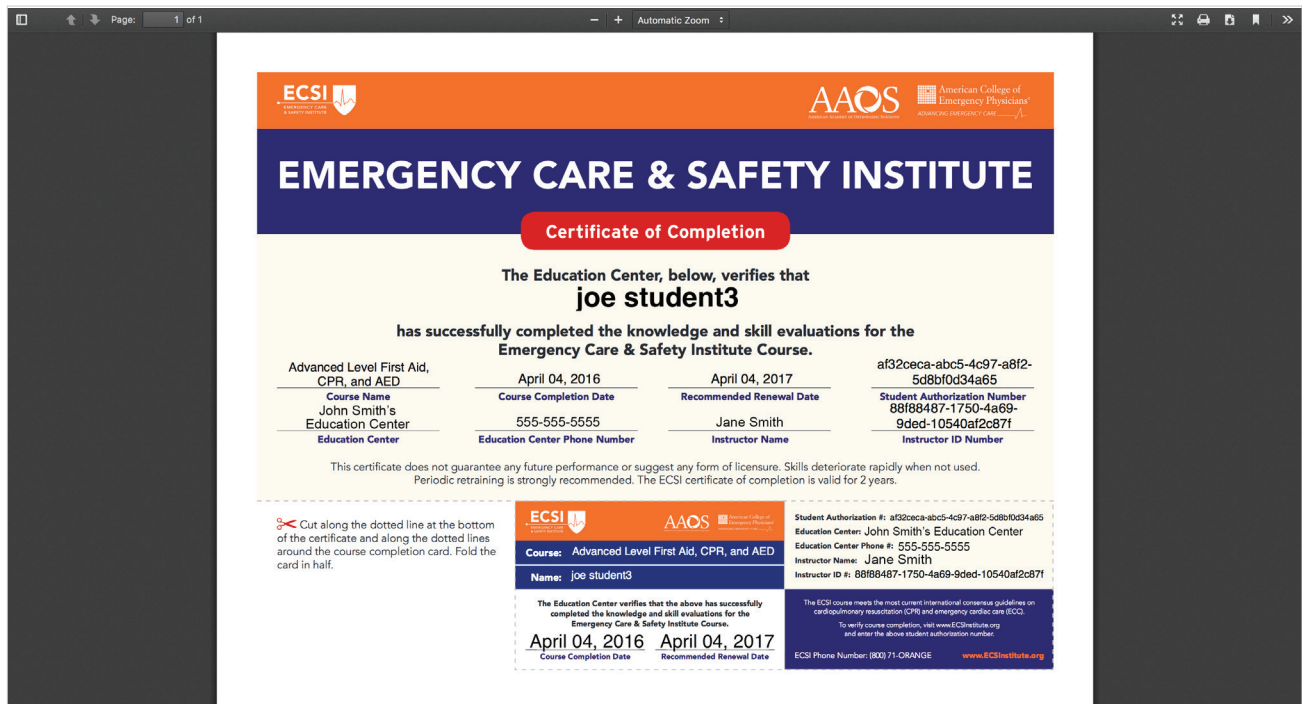 Page: 1 of 1
Automatic Zoom
ECSI
EMERGENCY CARE
& SAFETY INSTITUTE
AAOS
American Academy of Orthopaedic Surgeons
American College of
Emergency Physicians®
ADVANCING EMERGENCY CARE
EMERGENCY CARE & SAFETY INSTITUTE
Certificate of Completion
The Education Center, below, verifies that
joe student3
has successfully completed the knowledge and skill evaluations for the
Emergency Care & Safety Institute Course.
Advanced Level First Aid,
CPR, and AED
Course Name
April 04, 2016
Course Completion Date
April 04, 2017
Recommended Renewal Date
af32ceca-abc5-4c97-a8f2-
5d8bf0d34a65
Student Authorization Number
John Smith's
Education Center
Education Center
555-555-5555
Education Center Phone Number
Jane Smith
Instructor Name
88f88487-1750-4a69-
9ded-10540af2c87f
Instructor ID Number
This certificate does not guarantee any future performance or suggest any form of licensure. Skills deteriorate rapidly when not used.
Periodic retraining is strongly recommended. The ECSI certificate of completion is valid for 2 years.
Cut along the dotted line at the bottom
of the certificate and along the dotted lines
around the course completion card. Fold the
card in half.
ECSI
EMERGENCY CARE
& SAFETY INSTITUTE
AAOS
American College of
Emergency Physicians
Course: Advanced Level First Aid, CPR, and AED
Name: joe student3
The Education Center verifies that the above has successfully
completed the knowledge and skill evaluations for the
Emergency Care & Safety Institute Course.
April 04, 2016 April 04, 2017
Course Completion Date Recommended Renewal Date
Student Authorization #: af32ceca-abc5-4c97-a8f2-5d8bf0d34a65
Education Center: John Smith's Education Center
Education Center Phone #: 555-555-5555
Instructor Name: Jane Smith
Instructor ID #: 88f88487-1750-4a69-9ded-10540af2c87f
The ECSI course meets the most current international consensus guidelines on
cardiopulmonary resuscitation (CPR) and emergency cardiac care (ECC).
To verify course completion, visit www.ECSInstitute.org
and enter the above student authorization number.
ECSI Phone Number: (800) 71-ORANGE www.ECSInstitute.org